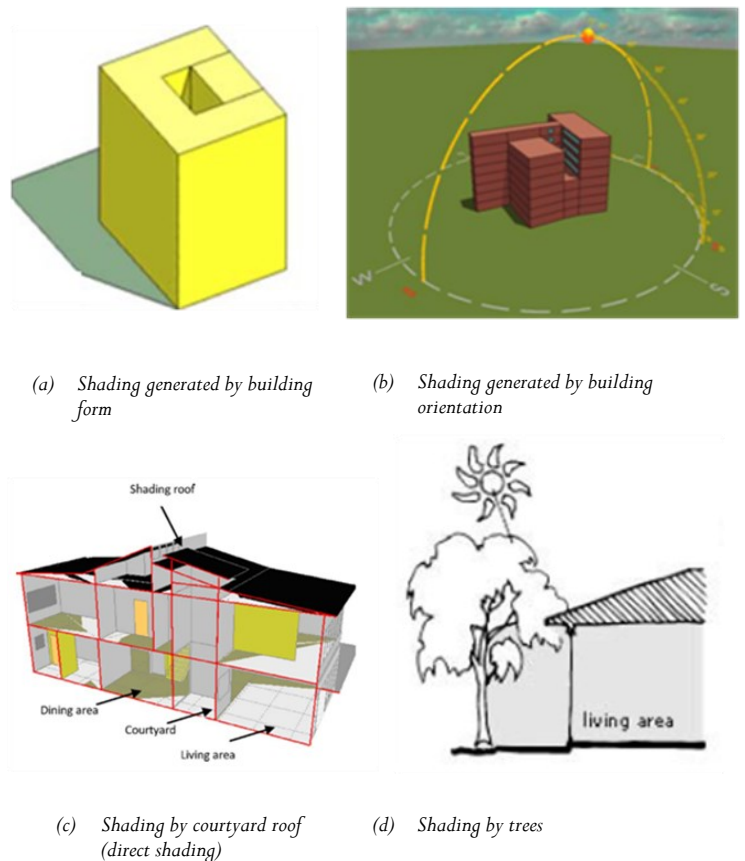 W
S
(a) Shading generated by building
form
(b) Shading generated by building
orientation
Shading roof
Dining area
Courtyard
Living area
living area
(c) Shading by courtyard roof
(direct shading)
(d) Shading by trees